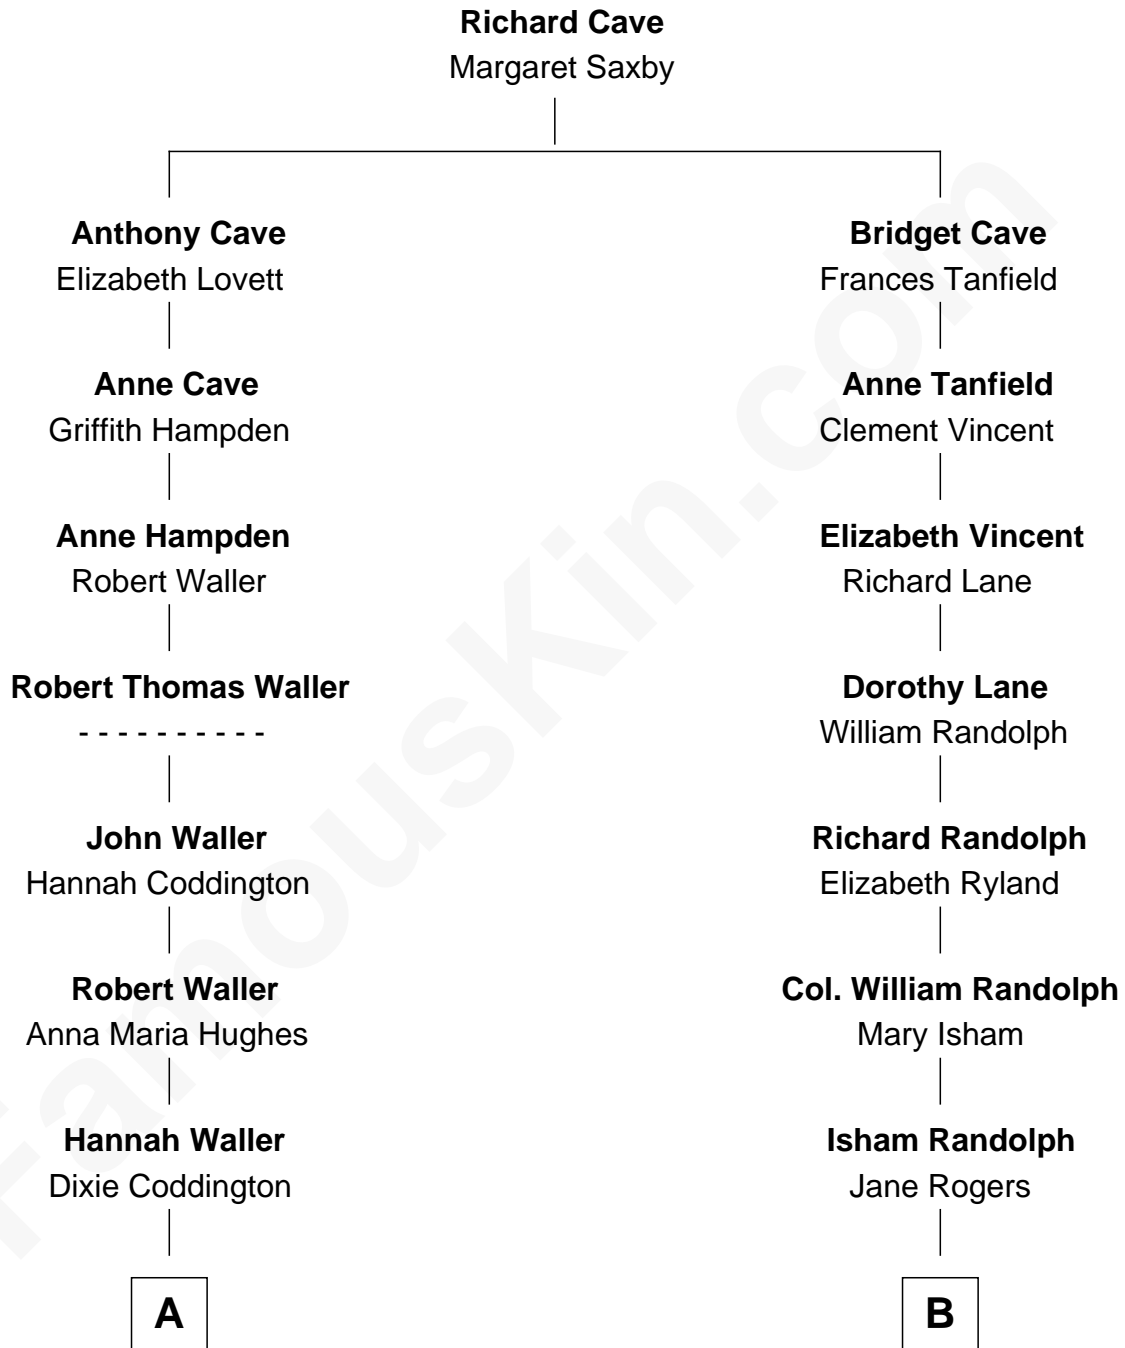 Richard Cave
Margaret Saxby
Anthony Cave
Elizabeth Lovett
Anne Cave
Griffith Hampden
Anne Hampden
Robert Waller
Robert Thomas Waller
- - - - - - - - - -
John Waller
Hannah Coddington
Robert Waller
Anna Maria Hughes
Hannah Waller
Dixie Coddington
A
Bridget Cave
Frances Tanfield
Anne Tanfield
Clement Vincent
Elizabeth Vincent
Richard Lane
Dorothy Lane
William Randolph
Richard Randolph
Elizabeth Ryland
Col. William Randolph
Mary Isham
Isham Randolph
Jane Rogers
B
FamousKin.com